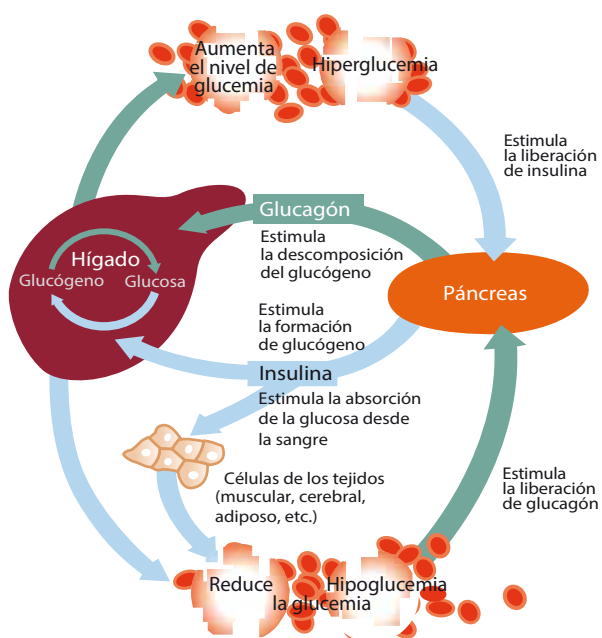 Aumenta
el nivel de
glucemia
Hiperglucemia
Estimula
la liberación
de insulina
Glucagón
Estimula
la descomposición
del glucógeno
Hígado
Glucógeno
Glucosa
Páncreas
Estimula
la formación
de glucógeno
Insulina
Estimula la absorción
de la glucosa desde
la sangre
Células de los tejidos
(muscular, cerebral,
adiposo, etc.)
Estimula
la liberación
de glucagón
Reduce
la glucemia
Hipoglucemia